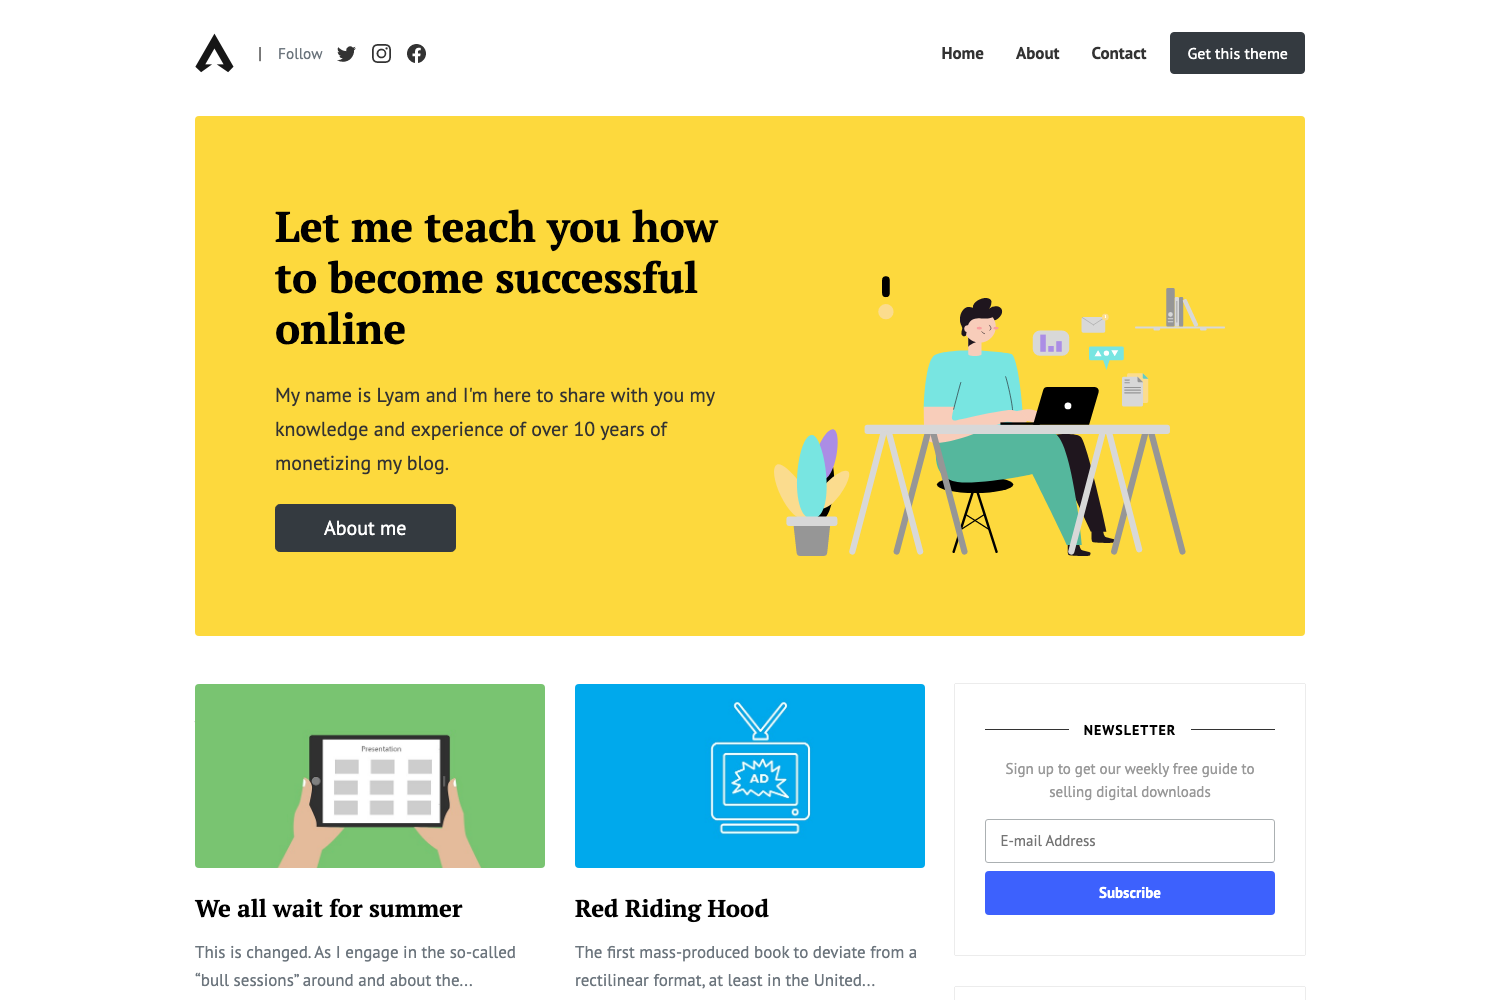 Follow
Home
About
Contact
Get this theme
Let me teach you how
to become successful
online
My name is Lyam and I'm here to share with you my
knowledge and experience of over 10 years of
monetizing my blog.
About me
Presentation
AD
We all wait for summer
This is changed. As I engage in the so-called
“bull sessions” around and about the...
Red Riding Hood
The first mass-produced book to deviate from a
rectilinear format, at least in the United...
NEWSLETTER
Sign up to get our weekly free guide to
selling digital downloads
E-mail Address
Subscribe